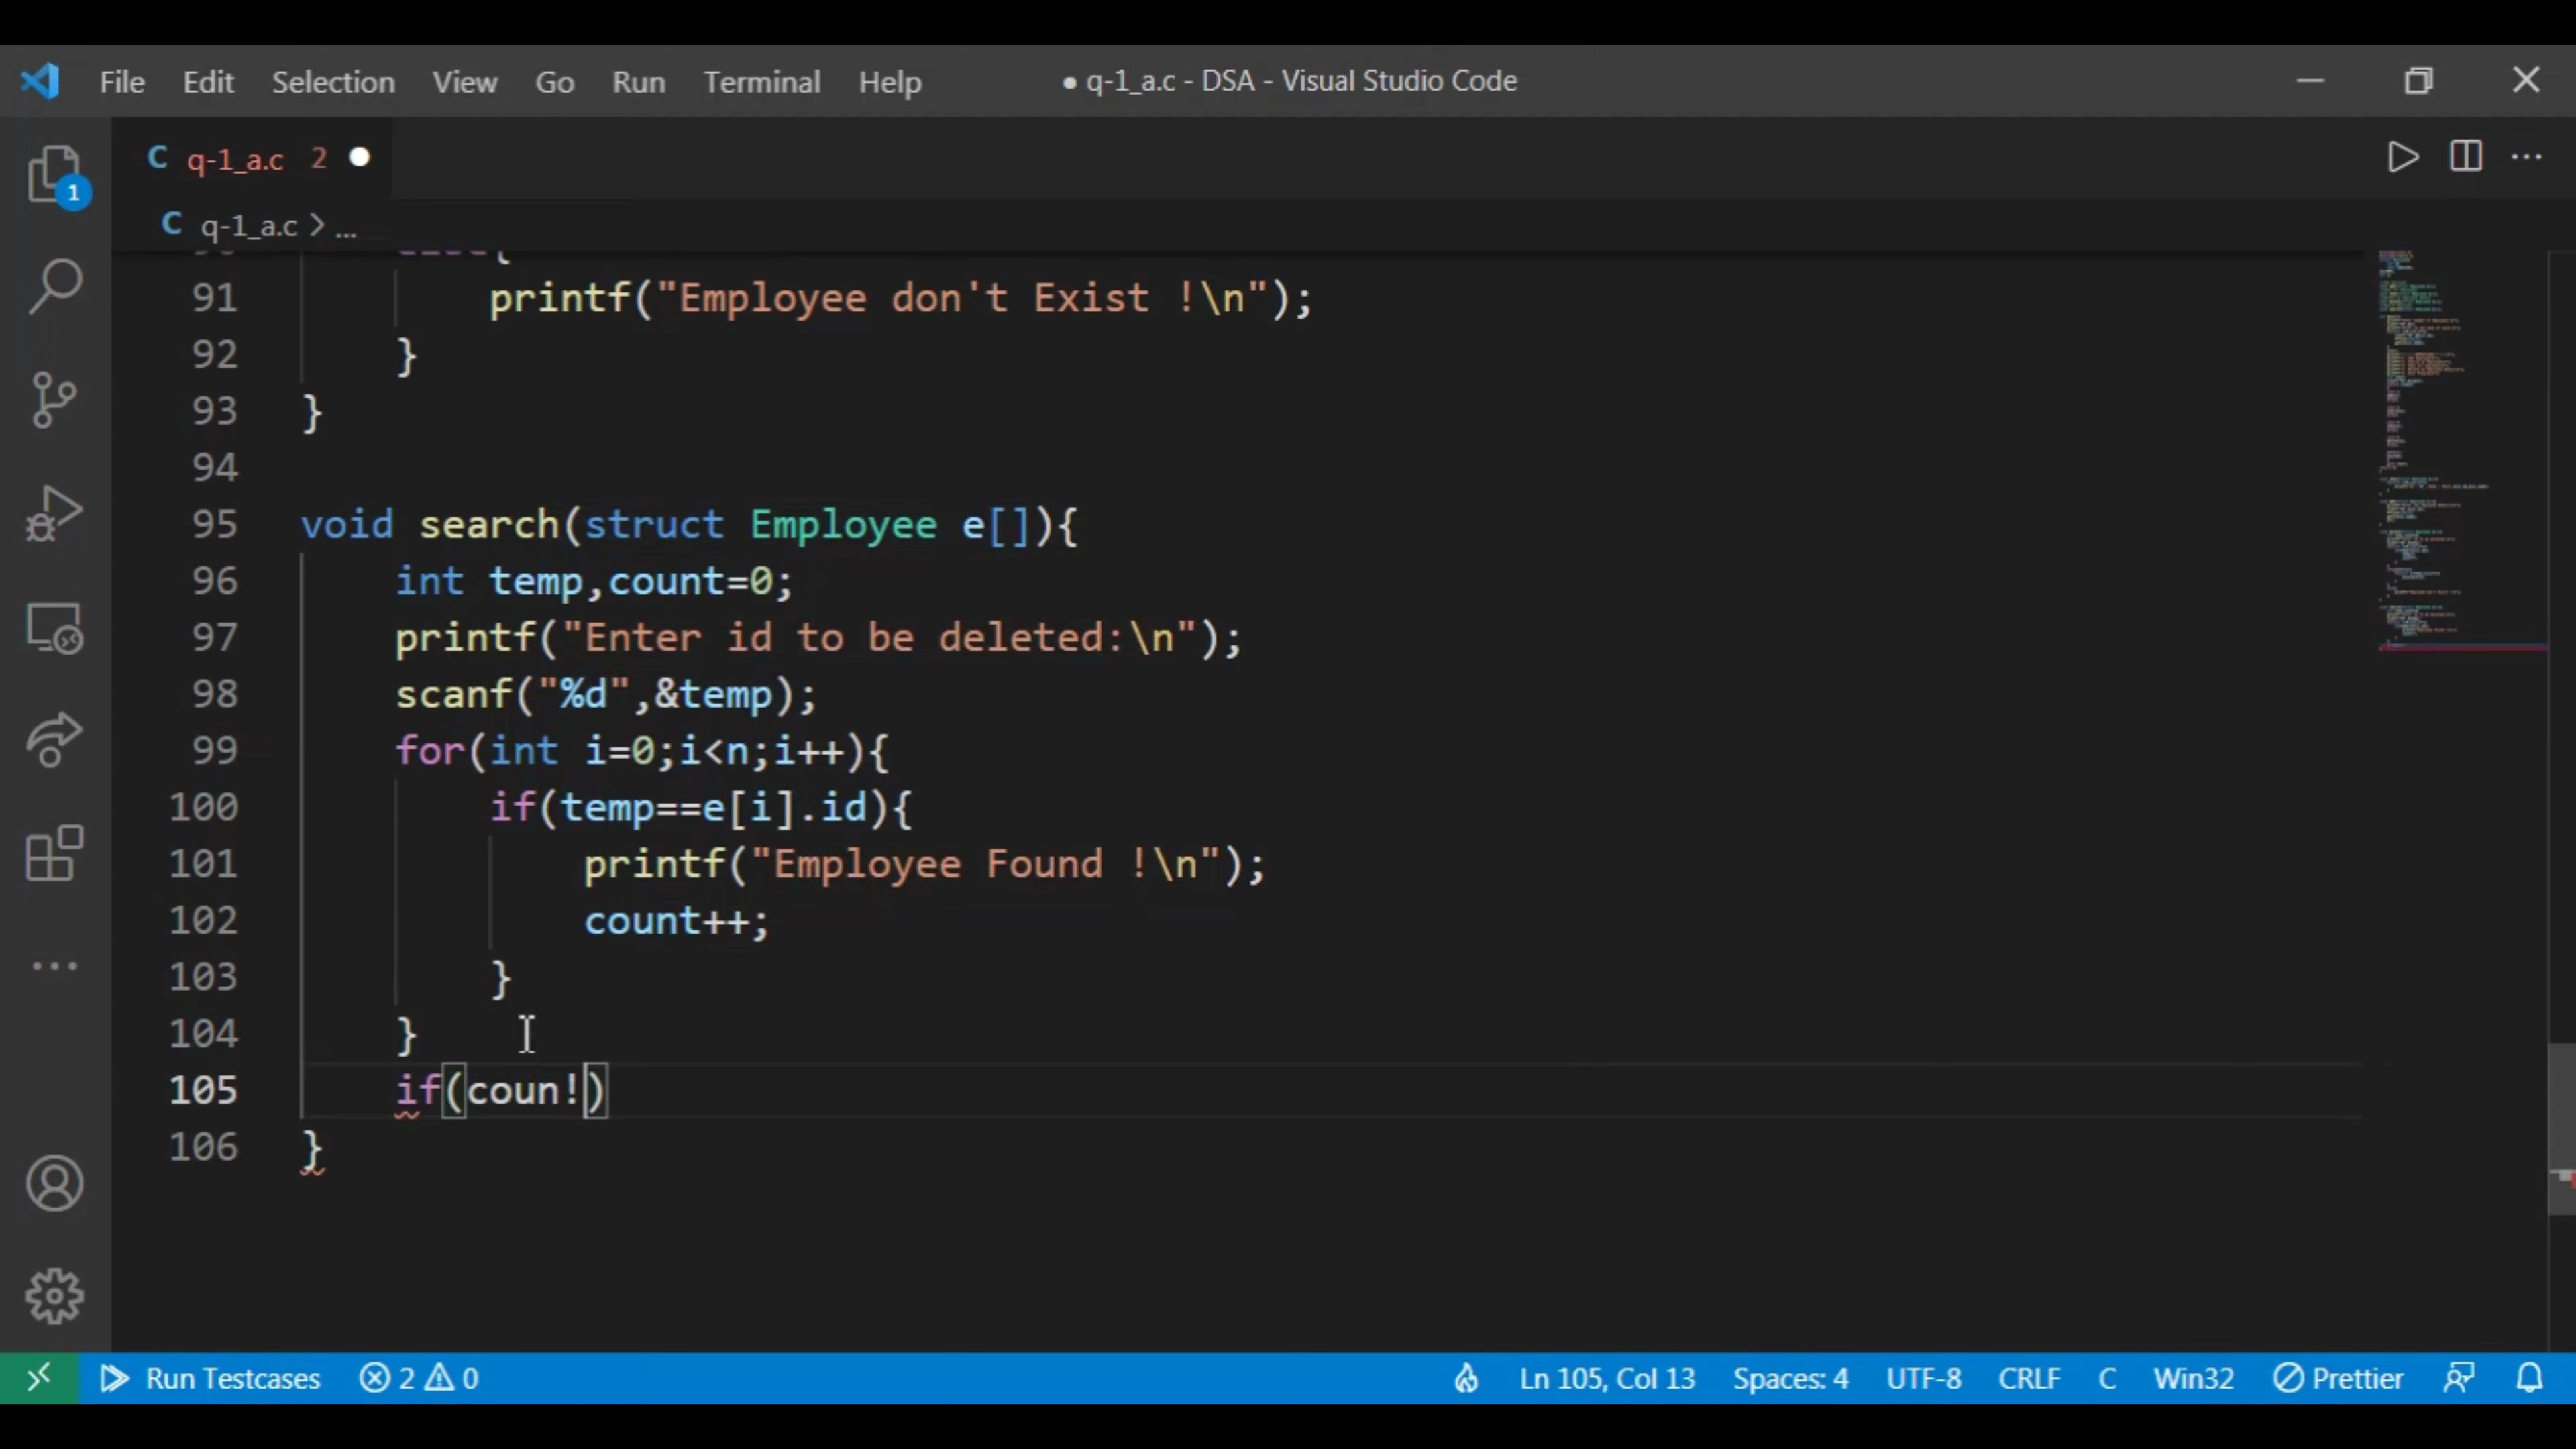 File Edit Selection View Go Run Terminal Help ● q-1_a.c - DSA - Visual Studio Code
C q-1_a.c 2
C q-1_a.c > ...
1
91 printf("Employee don't Exist !\n");
92 }
93 }
94
95 void search(struct Employee e[]){
96 int temp,count=0;
97 printf("Enter id to be deleted:\n");
98 scanf("%d",&temp);
99 for(int i=0;i<n;i++){
100 if(temp==e[i].id){
101 printf("Employee Found !\n");
102 count++;
103 }
104 }
105 if(coun!)
106 }
Run Testcases 2 0 Ln 105, Col 13 Spaces: 4 UTF-8 CRLF C Win32 Prettier